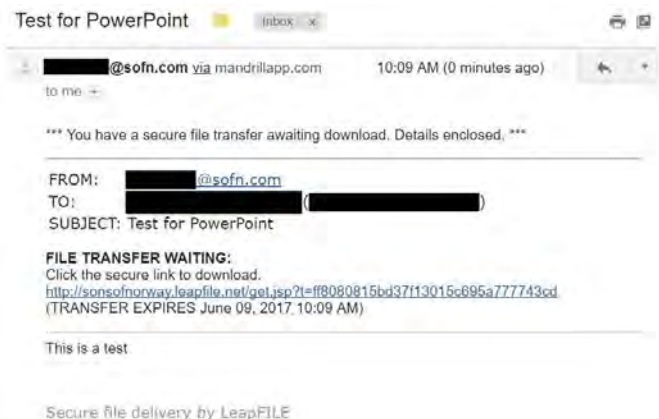 Test for PowerPoint
Inbox x
@sofn.com via mandrillapp.com 10:09 AM (0 minutes ago)
to me
*** You have a secure file transfer awaiting download. Details enclosed. ***
FROM: @sofn.com
TO: ( )
SUBJECT: Test for PowerPoint
FILE TRANSFER WAITING:
Click the secure link to download.
http://sonsofnorway.leapfile.net/get.jsp?t=ff8080815bd37f13015c695a777743cd
(TRANSFER EXPIRES June 09, 2017 10:09 AM)
This is a test
Secure file delivery by LeapFILE